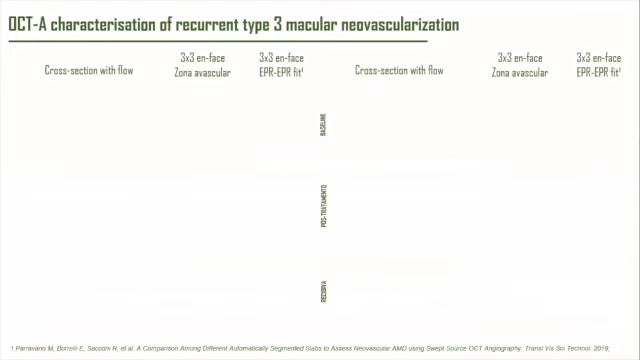 OCT-A characterisation of recurrent type 3 macular neovascularization
Cross-section with flow
3x3 en-face
Zona avascular
3x3 en-face
EPR-EPR fit¹
Cross-section with flow
3x3 en-face
Zona avascular
3x3 en-face
EPR-EPR fit¹
BASELINE
PÓS-TRATAMENTO
RECIDIVA
1 Parravano M, Borrelli E, Sacconi R, et al. A Comparison Among Different Automatically Segmented Slabs to Assess Neovascular AMD using Swept Source OCT Angiography. Transl Vis Sci Technol. 2019;